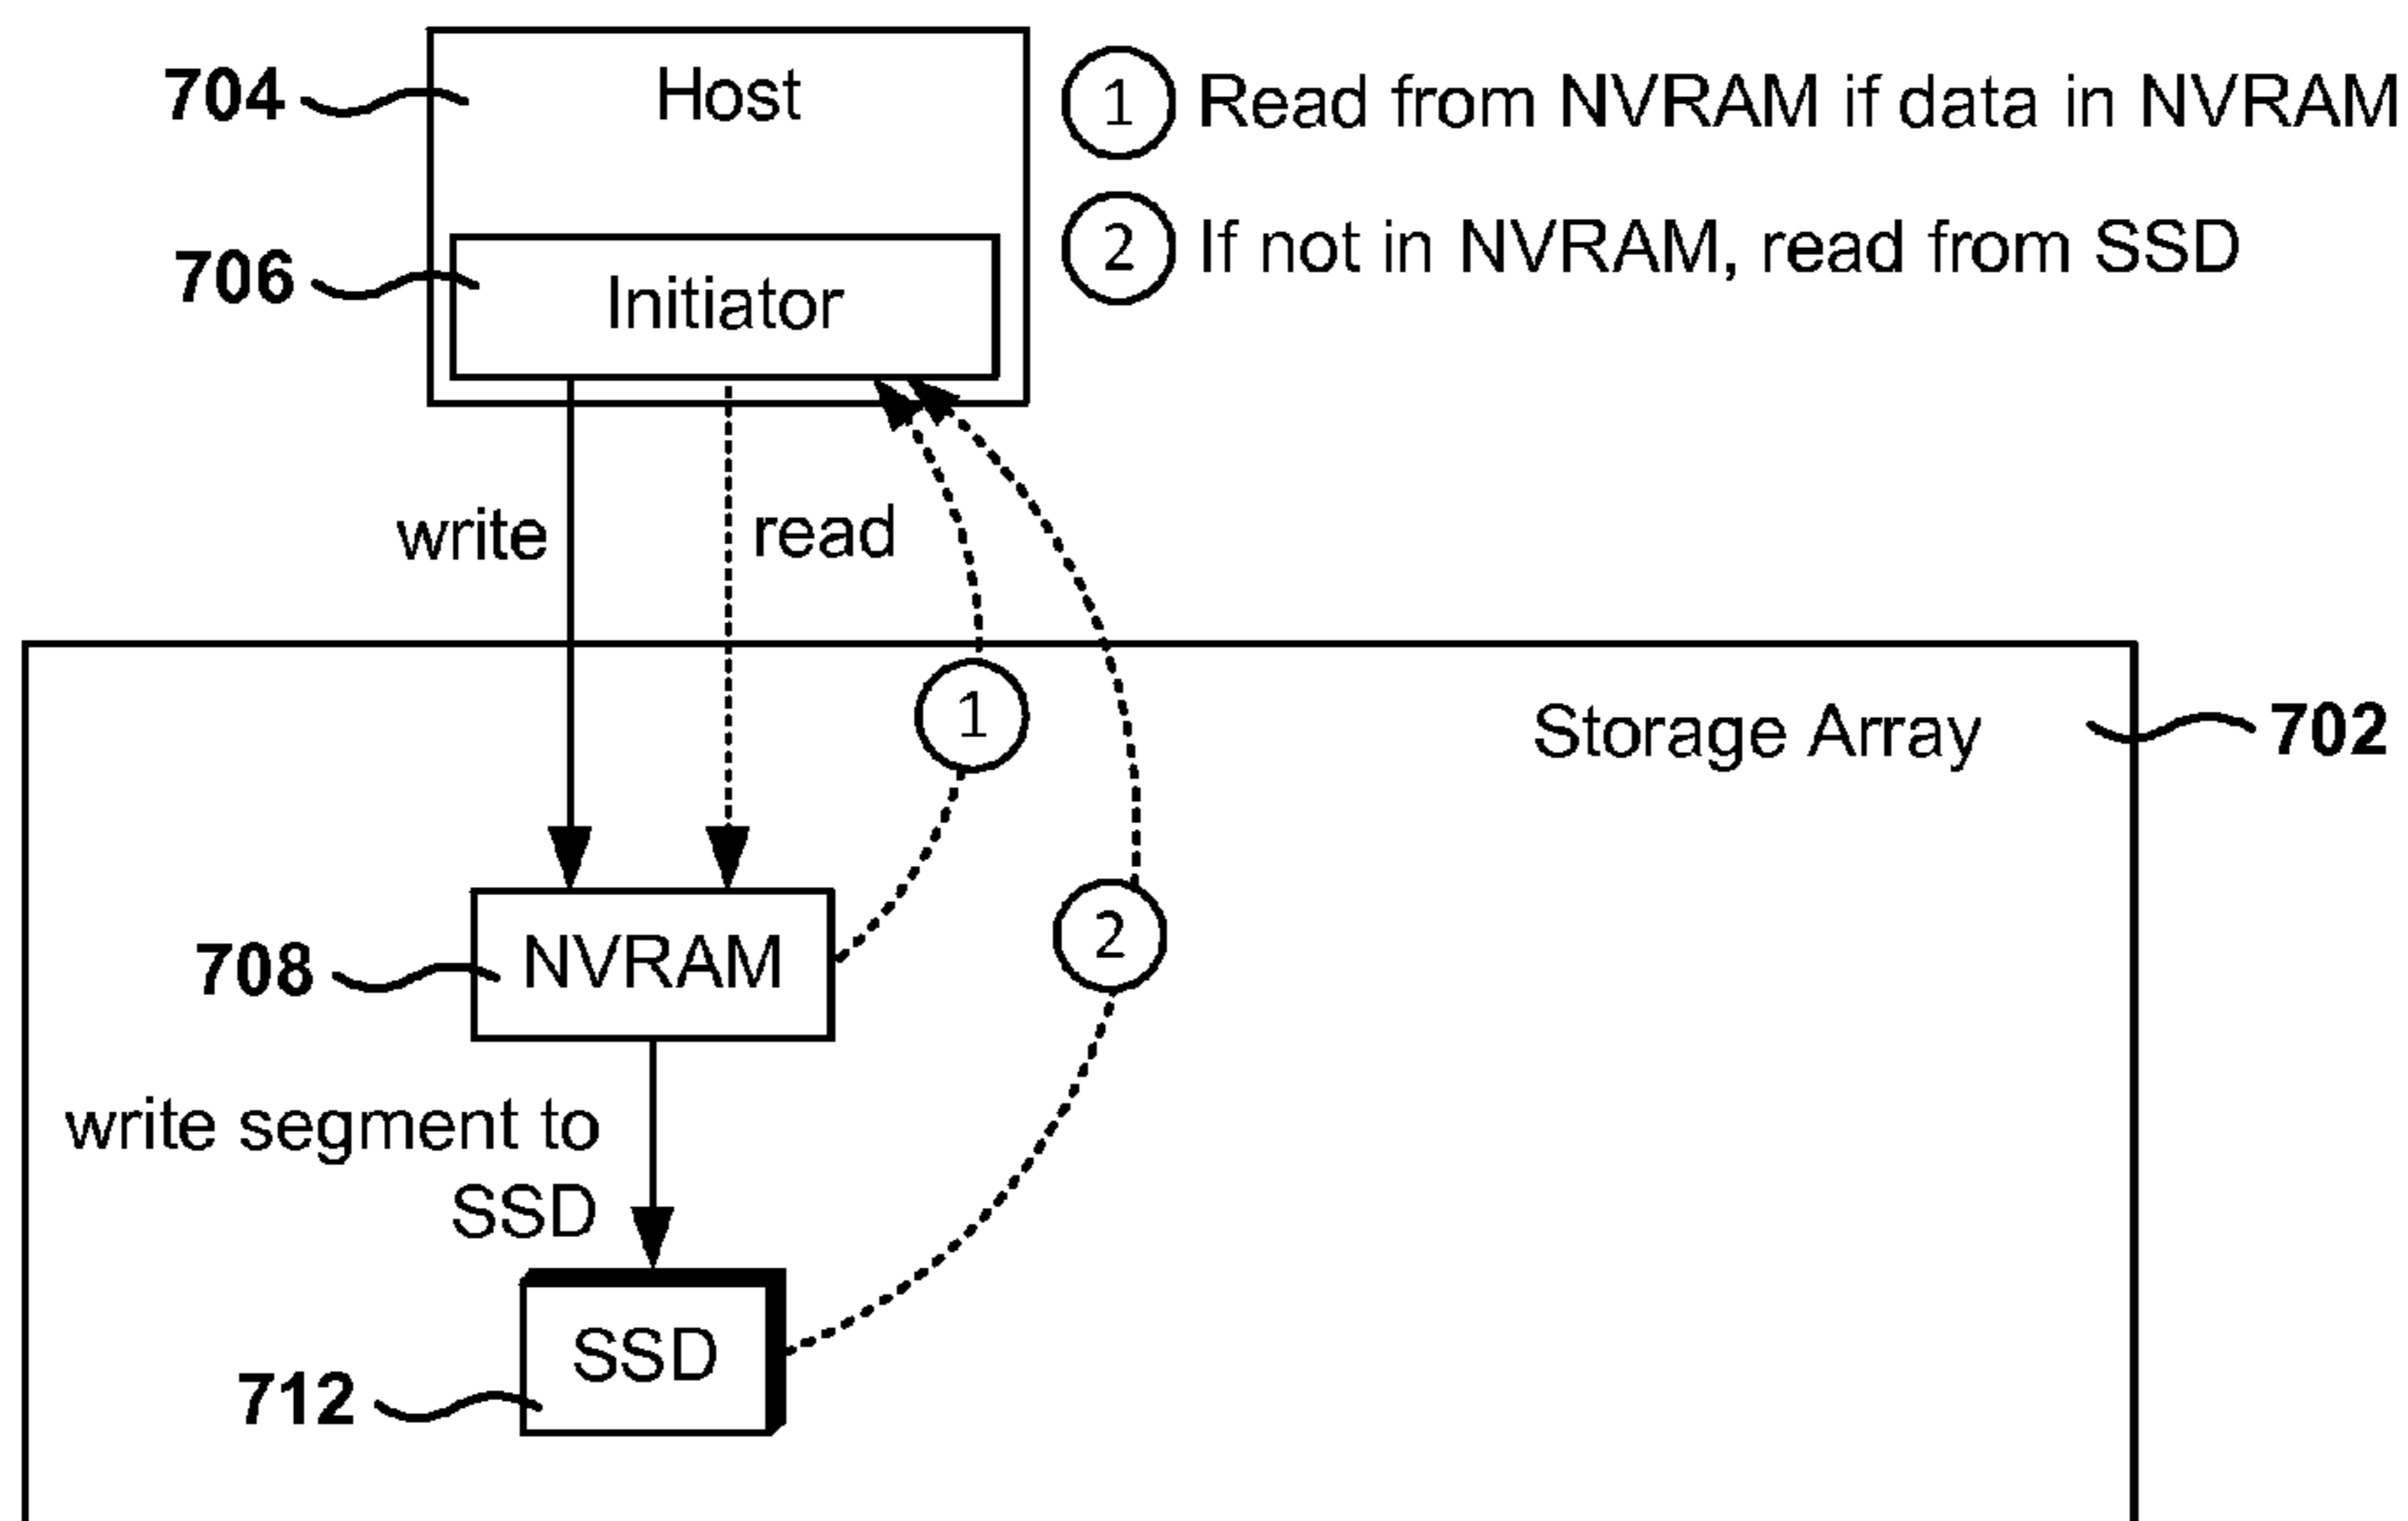 704
Host
1 Read from NVRAM if data in NVRAM
2 If not in NVRAM, read from SSD
706
Initiator
write
read
1
Storage Array
702
2
708
NVRAM
write segment to
SSD
SSD
712